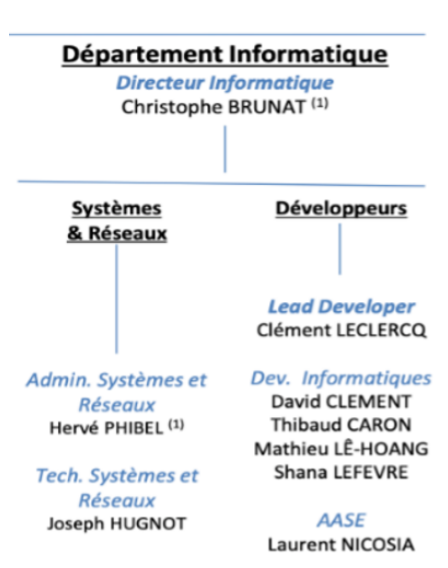 Département Informatique
Directeur Informatique
Christophe BRUNAT (1)
Systèmes
& Réseaux
Admin. Systèmes et
Réseaux
Hervé PHIBEL (1)
Tech. Systèmes et
Réseaux
Joseph HUGNOT
Développeurs
Lead Developer
Clément LECLERCQ
Dev. Informatiques
David CLEMENT
Thibaud CARON
Mathieu LÊ-HOANG
Shana LEFEVRE
AASE
Laurent NICOSIA